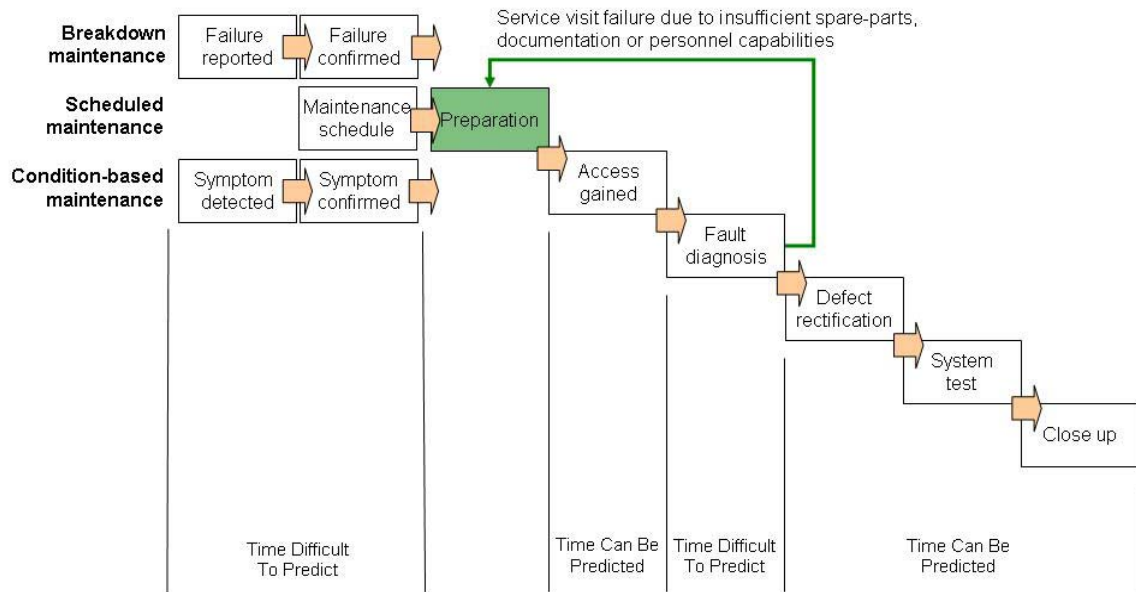 Service visit failure due to insufficient spare-parts,
documentation or personnel capabilities
Breakdown
maintenance
Failure
reported
Failure
confirmed
Scheduled
maintenance
Maintenance
schedule
Preparation
Condition-based
maintenance
Symptom
detected
Symptom
confirmed
Access
gained
Fault
diagnosis
Defect
rectification
System
test
Close up
Time Difficult
To Predict
Time Can Be
Predicted
Time Difficult
To Predict
Time Can Be
Predicted